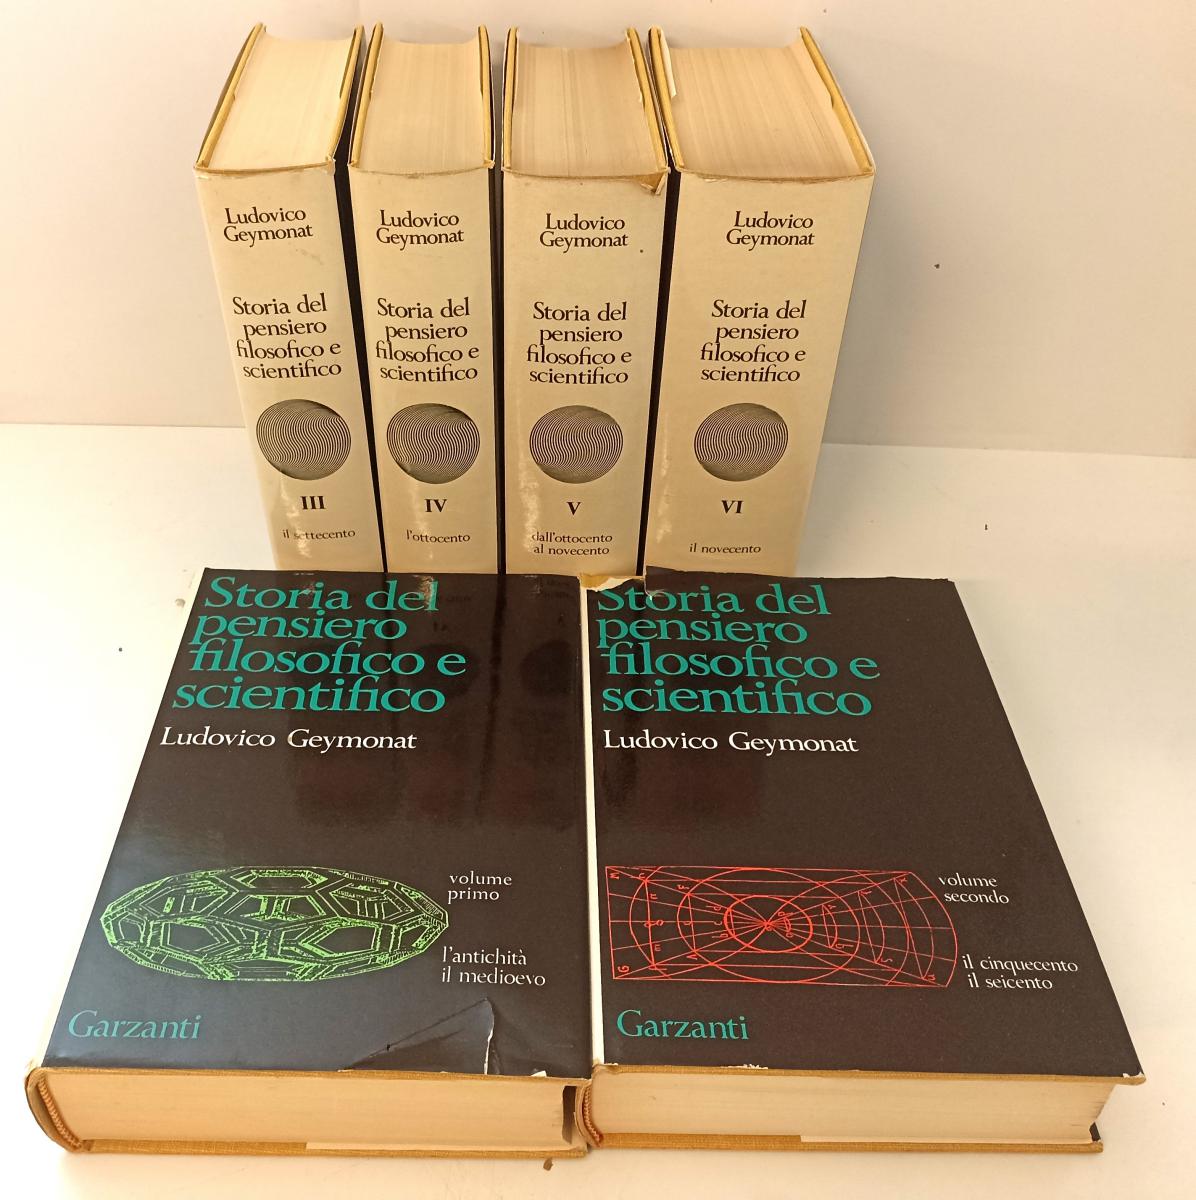 Ludovico
Geymonat
Storia del
pensiero
filosofico e
scientifico
III
il settecento
Ludovico
Geymonat
Storia del
pensiero
filosofico e
scientifico
IV
l'ottocento
Ludovico
Geymonat
Storia del
pensiero
filosofico e
scientifico
V
dall'ottocento
al novecento
Ludovico
Geymonat
Storia del
pensiero
filosofico e
scientifico
VI
il novecento
Storia del
pensiero
filosofico e
scientifico
Ludovico Geymonat
volume
primo
l'antichità
il medioevo
Garzanti
Storia del
pensiero
filosofico e
scientifico
Ludovico Geymonat
volume
secondo
il cinquecento
il seicento
Garzanti